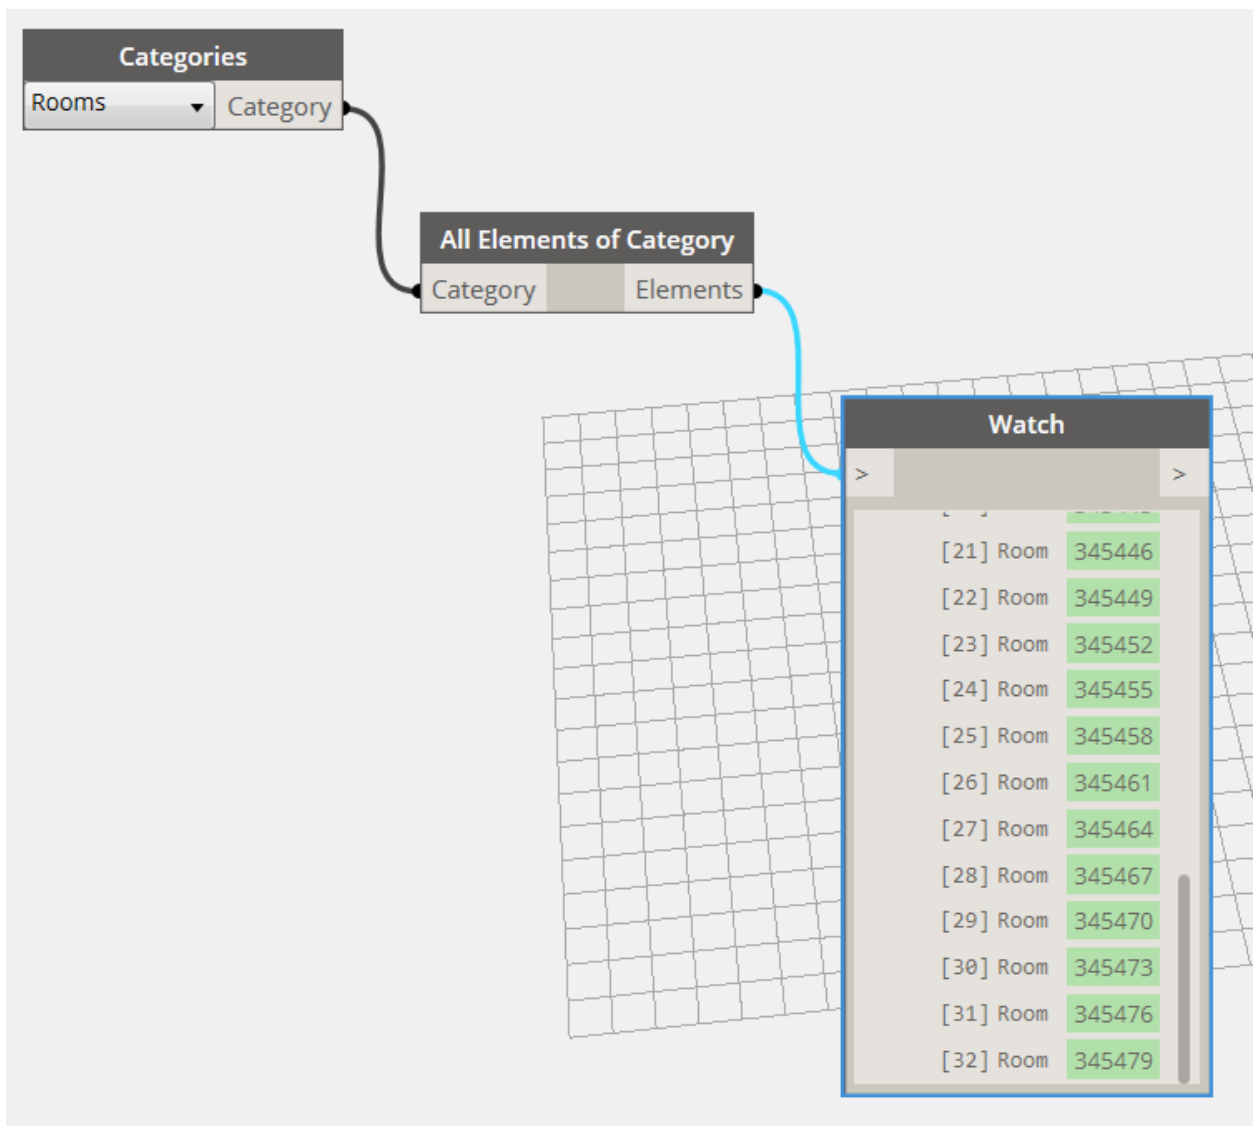 Categories
Rooms Category
All Elements of Category
Category Elements
Watch
> >
[21] Room 345446
[22] Room 345449
[23] Room 345452
[24] Room 345455
[25] Room 345458
[26] Room 345461
[27] Room 345464
[28] Room 345467
[29] Room 345470
[30] Room 345473
[31] Room 345476
[32] Room 345479